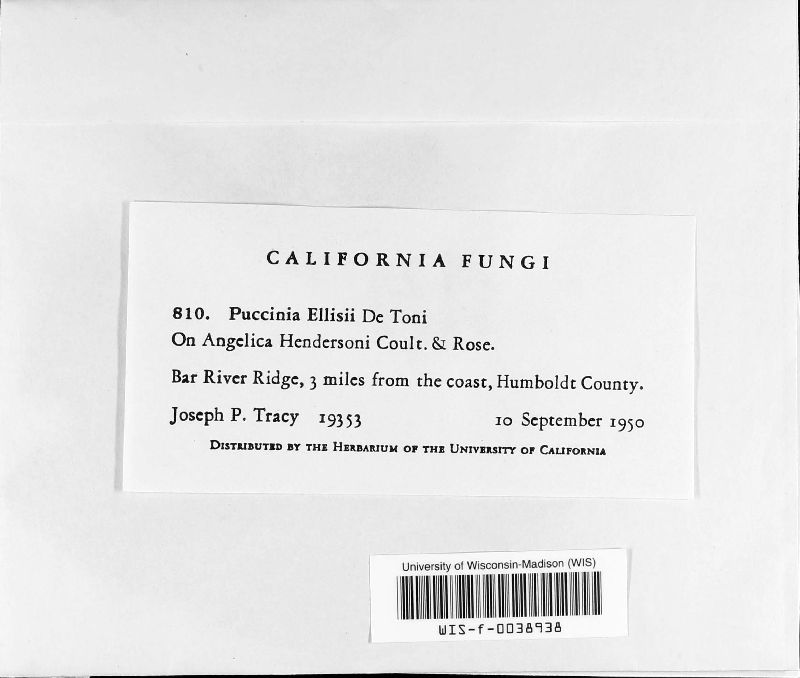 CALIFORNIA FUNGI
810. Puccinia Ellisii De Toni
On Angelica Hendersoni Coult. & Rose.
Bar River Ridge, 3 miles from the coast, Humboldt County.
Joseph P. Tracy 19353 10 September 1950
Distributed by the Herbarium of the University of California
University of Wisconsin-Madison (WIS)
WIS-f-0038938